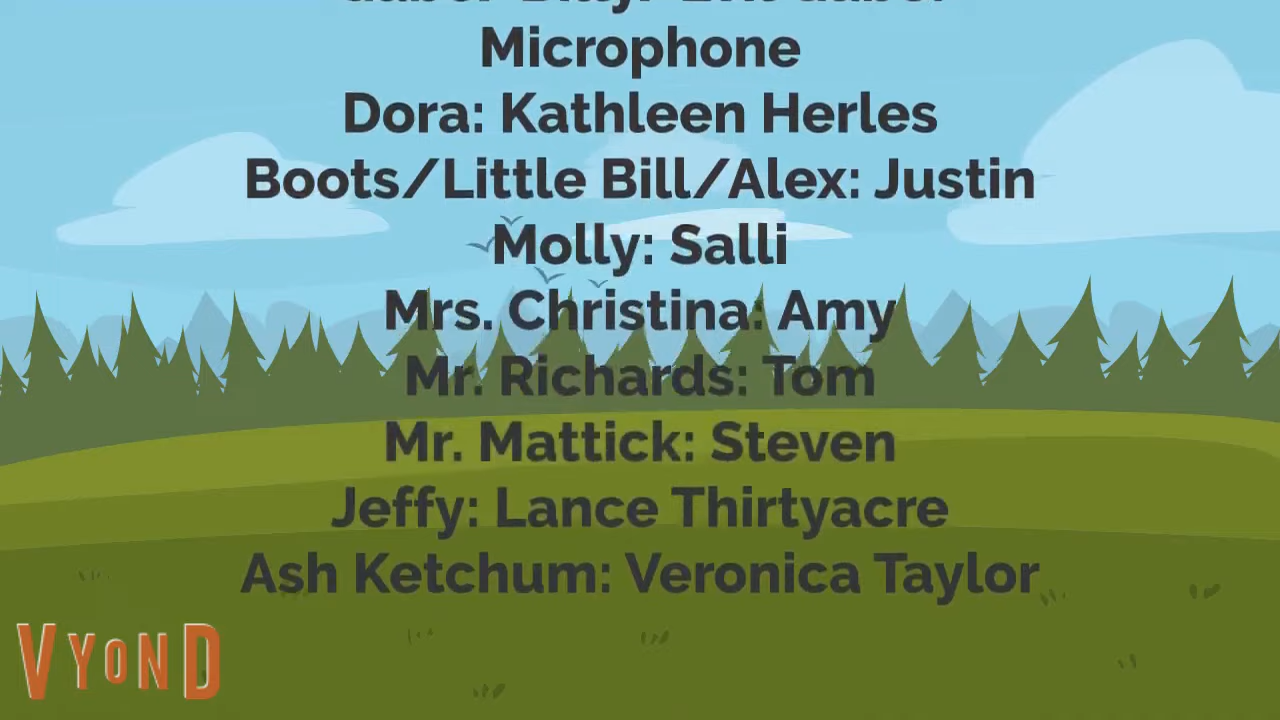 Microphone
Dora: Kathleen Herles
Boots/Little Bill/Alex: Justin
Molly: Salli
Mrs. Christina: Amy
Mr. Richards: Tom
Mr. Mattick: Steven
Jeffy: Lance Thirtyacre
Ash Ketchum: Veronica Taylor
VYOND